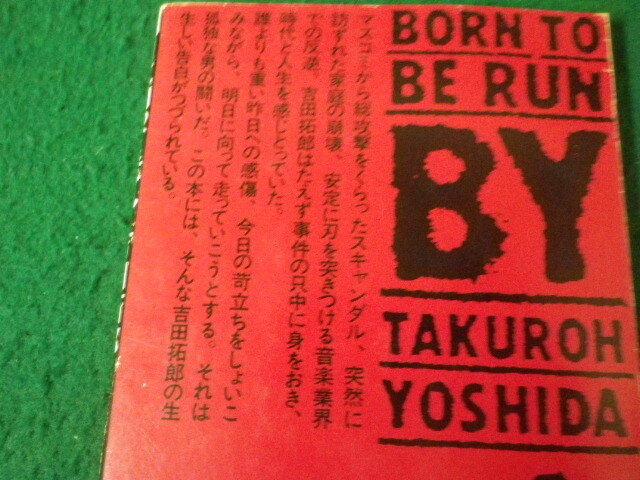 BORN TO
BE RUN
BY
TAKUROH
YOSHIDA
マスコミから総攻撃をくらったスキャンダル、突然に
訪ずれた家庭の崩壊、安定に刃を突きつける音楽業界
での反逆、吉田拓郎はたえず事件の只中に身をおき、
時代と人生を感じとっていた。
誰よりも重い昨日への感傷、今日の苛立ちをしょいこ
みながら、明日に向って走っていこうとする。それは
孤独な男の闘いだ。この本には、そんな吉田拓郎の生
生しい告白がつづられている。